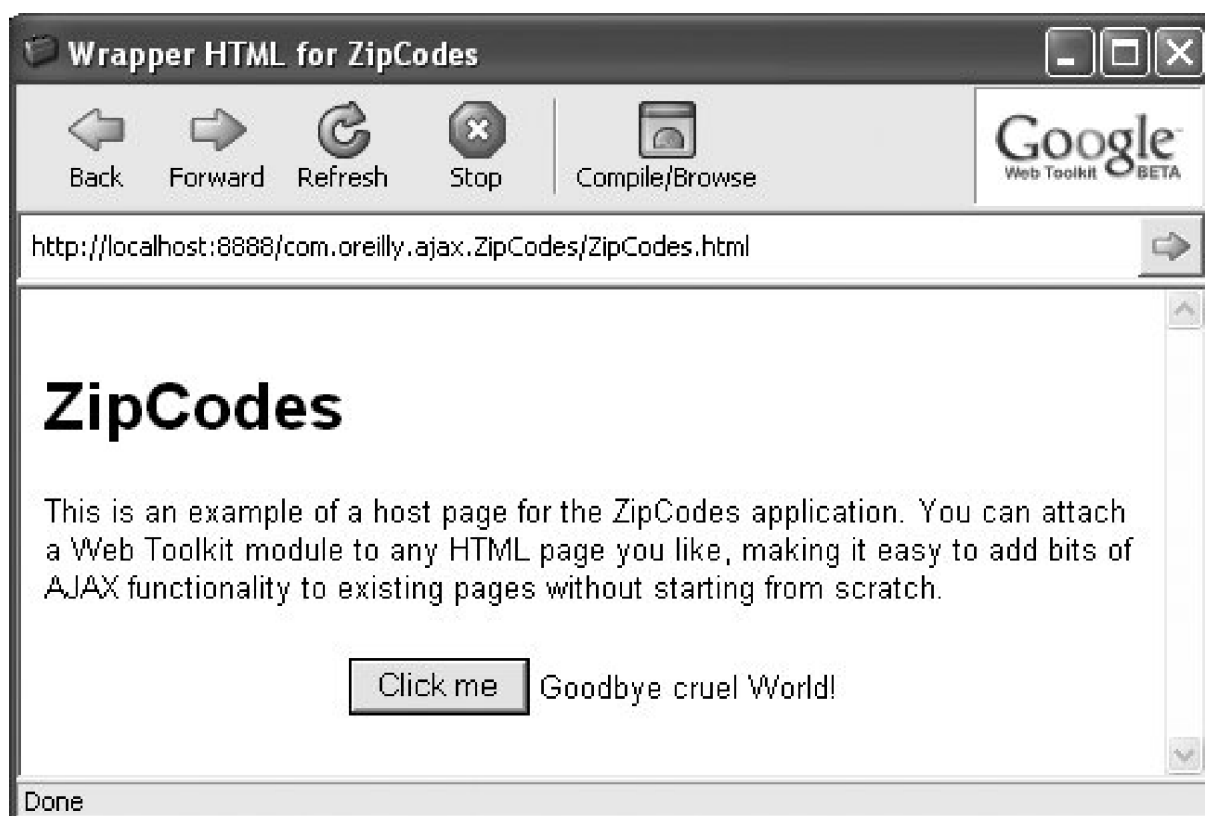 Wrapper HTML for ZipCodes
Back Forward Refresh Stop Compile/Browse
Google
Web Toolkit BETA
http://localhost:8888/com.oreilly.ajax.ZipCodes/ZipCodes.html
ZipCodes
This is an example of a host page for the ZipCodes application. You can attach
a Web Toolkit module to any HTML page you like, making it easy to add bits of
AJAX functionality to existing pages without starting from scratch.
Click me Goodbye cruel World!
Done